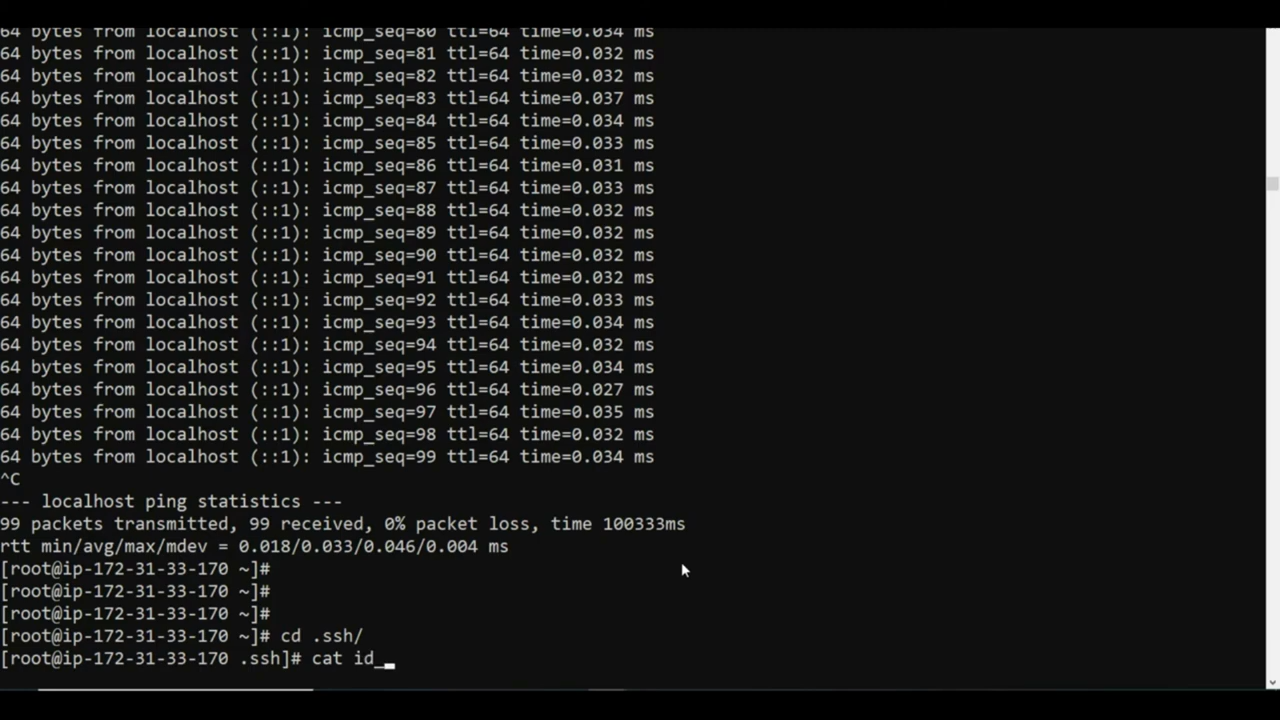 64 bytes from localhost (::1): icmp_seq=80 ttl=64 time=0.034 ms
64 bytes from localhost (::1): icmp_seq=81 ttl=64 time=0.032 ms
64 bytes from localhost (::1): icmp_seq=82 ttl=64 time=0.032 ms
64 bytes from localhost (::1): icmp_seq=83 ttl=64 time=0.037 ms
64 bytes from localhost (::1): icmp_seq=84 ttl=64 time=0.034 ms
64 bytes from localhost (::1): icmp_seq=85 ttl=64 time=0.033 ms
64 bytes from localhost (::1): icmp_seq=86 ttl=64 time=0.031 ms
64 bytes from localhost (::1): icmp_seq=87 ttl=64 time=0.033 ms
64 bytes from localhost (::1): icmp_seq=88 ttl=64 time=0.032 ms
64 bytes from localhost (::1): icmp_seq=89 ttl=64 time=0.032 ms
64 bytes from localhost (::1): icmp_seq=90 ttl=64 time=0.032 ms
64 bytes from localhost (::1): icmp_seq=91 ttl=64 time=0.032 ms
64 bytes from localhost (::1): icmp_seq=92 ttl=64 time=0.033 ms
64 bytes from localhost (::1): icmp_seq=93 ttl=64 time=0.034 ms
64 bytes from localhost (::1): icmp_seq=94 ttl=64 time=0.032 ms
64 bytes from localhost (::1): icmp_seq=95 ttl=64 time=0.034 ms
64 bytes from localhost (::1): icmp_seq=96 ttl=64 time=0.027 ms
64 bytes from localhost (::1): icmp_seq=97 ttl=64 time=0.035 ms
64 bytes from localhost (::1): icmp_seq=98 ttl=64 time=0.032 ms
64 bytes from localhost (::1): icmp_seq=99 ttl=64 time=0.034 ms
^C
--- localhost ping statistics ---
99 packets transmitted, 99 received, 0% packet loss, time 100333ms
rtt min/avg/max/mdev = 0.018/0.033/0.046/0.004 ms
[root@ip-172-31-33-170 ~]#
[root@ip-172-31-33-170 ~]#
[root@ip-172-31-33-170 ~]#
[root@ip-172-31-33-170 ~]# cd .ssh/
[root@ip-172-31-33-170 .ssh]# cat id_